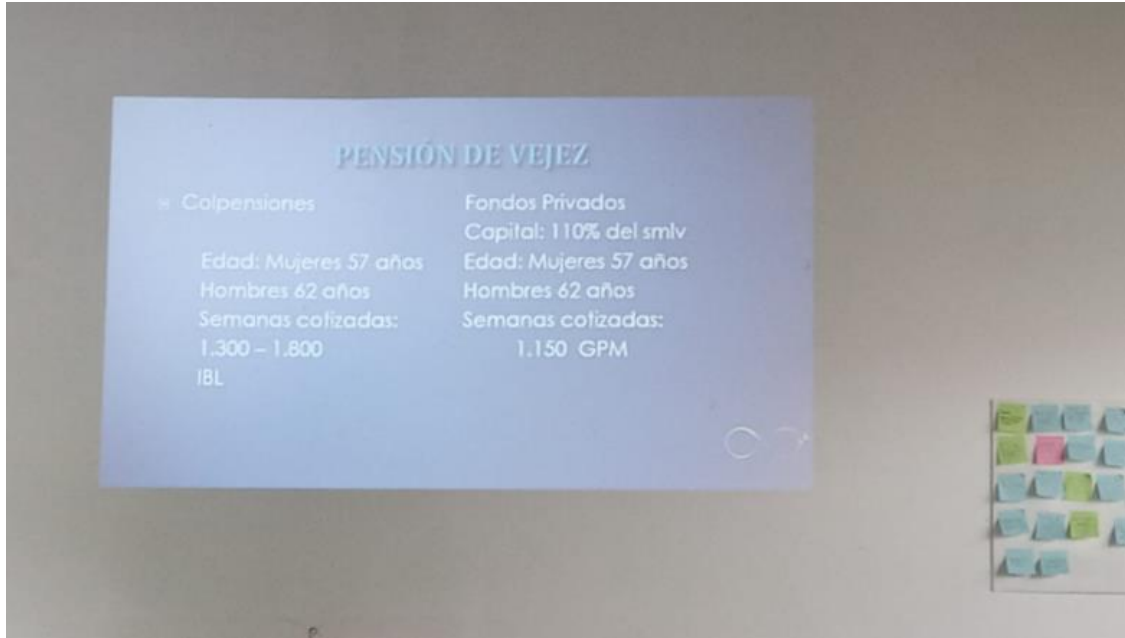 PENSIÓN DE VEJEZ
Colpensiones
Edad: Mujeres 57 años
Hombres 62 años
Semanas cotizadas:
1.300 – 1.800
IBL
Fondos Privados
Capital: 110% del smlv
Edad: Mujeres 57 años
Hombres 62 años
Semanas cotizadas:
1.150 GPM